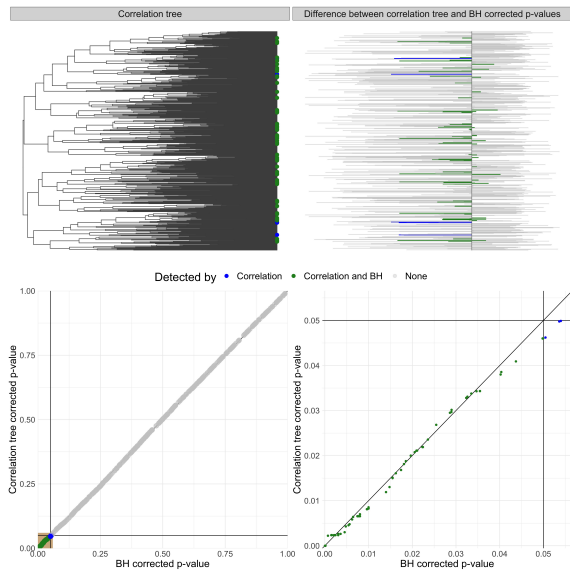 Correlation tree
Difference between correlation tree and BH corrected p-values
Detected by Correlation Correlation and BH None
Correlation tree corrected p-value
1.00
0.75
0.50
0.25
0.00
0.00 0.25 0.50 0.75 1.00
BH corrected p-value
Correlation tree corrected p-value
0.05
0.04
0.03
0.02
0.01
0.00
0.00 0.01 0.02 0.03 0.04 0.05
BH corrected p-value